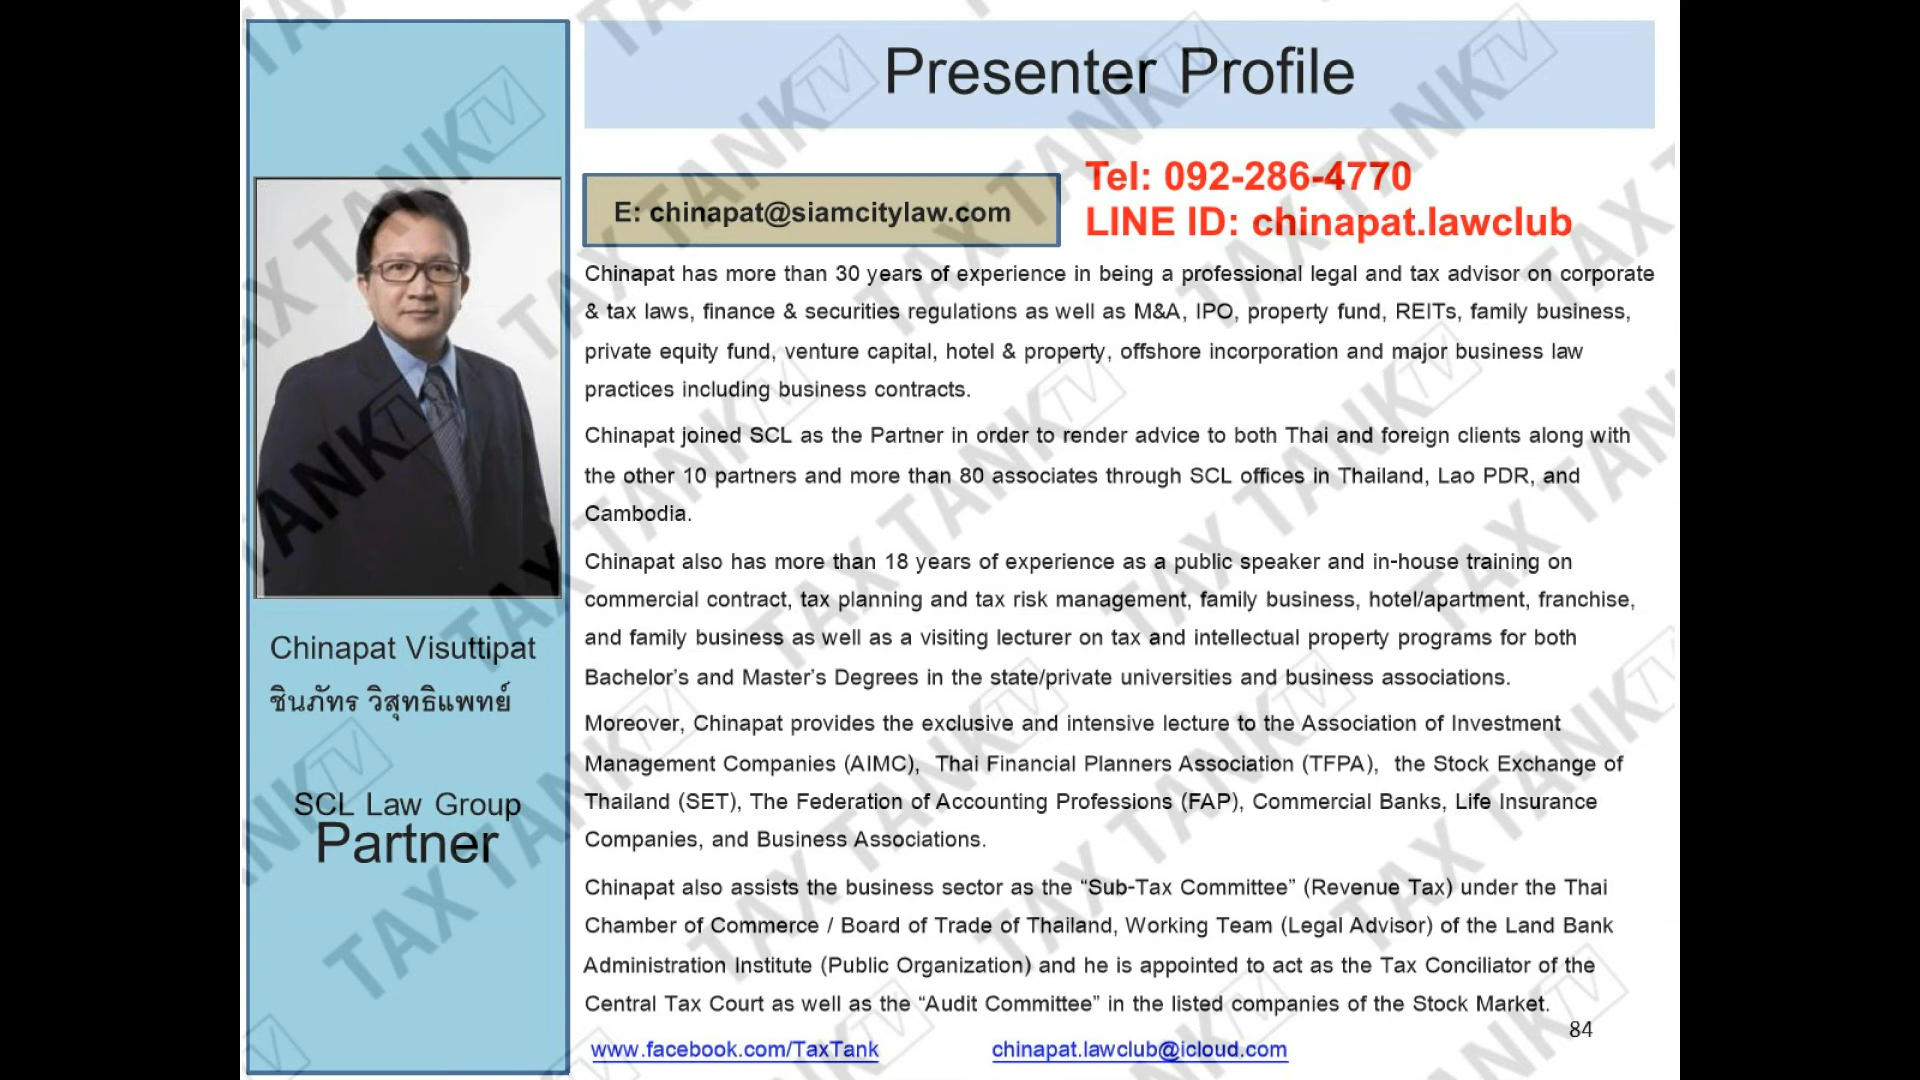 Presenter Profile
E: chinapat@siamcitylaw.com
Tel: 092-286-4770
LINE ID: chinapat.lawclub
Chinapat Visuttipat
ชินภัทร วิสุทธิแพทย์
SCL Law Group
Partner
Chinapat has more than 30 years of experience in being a professional legal and tax advisor on corporate
& tax laws, finance & securities regulations as well as M&A, IPO, property fund, REITs, family business,
private equity fund, venture capital, hotel & property, offshore incorporation and major business law
practices including business contracts.
Chinapat joined SCL as the Partner in order to render advice to both Thai and foreign clients along with
the other 10 partners and more than 80 associates through SCL offices in Thailand, Lao PDR, and
Cambodia.
Chinapat also has more than 18 years of experience as a public speaker and in-house training on
commercial contract, tax planning and tax risk management, family business, hotel/apartment, franchise,
and family business as well as a visiting lecturer on tax and intellectual property programs for both
Bachelor’s and Master’s Degrees in the state/private universities and business associations.
Moreover, Chinapat provides the exclusive and intensive lecture to the Association of Investment
Management Companies (AIMC), Thai Financial Planners Association (TFPA), the Stock Exchange of
Thailand (SET), The Federation of Accounting Professions (FAP), Commercial Banks, Life Insurance
Companies, and Business Associations.
Chinapat also assists the business sector as the “Sub-Tax Committee” (Revenue Tax) under the Thai
Chamber of Commerce / Board of Trade of Thailand, Working Team (Legal Advisor) of the Land Bank
Administration Institute (Public Organization) and he is appointed to act as the Tax Conciliator of the
Central Tax Court as well as the “Audit Committee” in the listed companies of the Stock Market.
84
www.facebook.com/TaxTank
chinapat.lawclub@icloud.com
TAX TANK TV